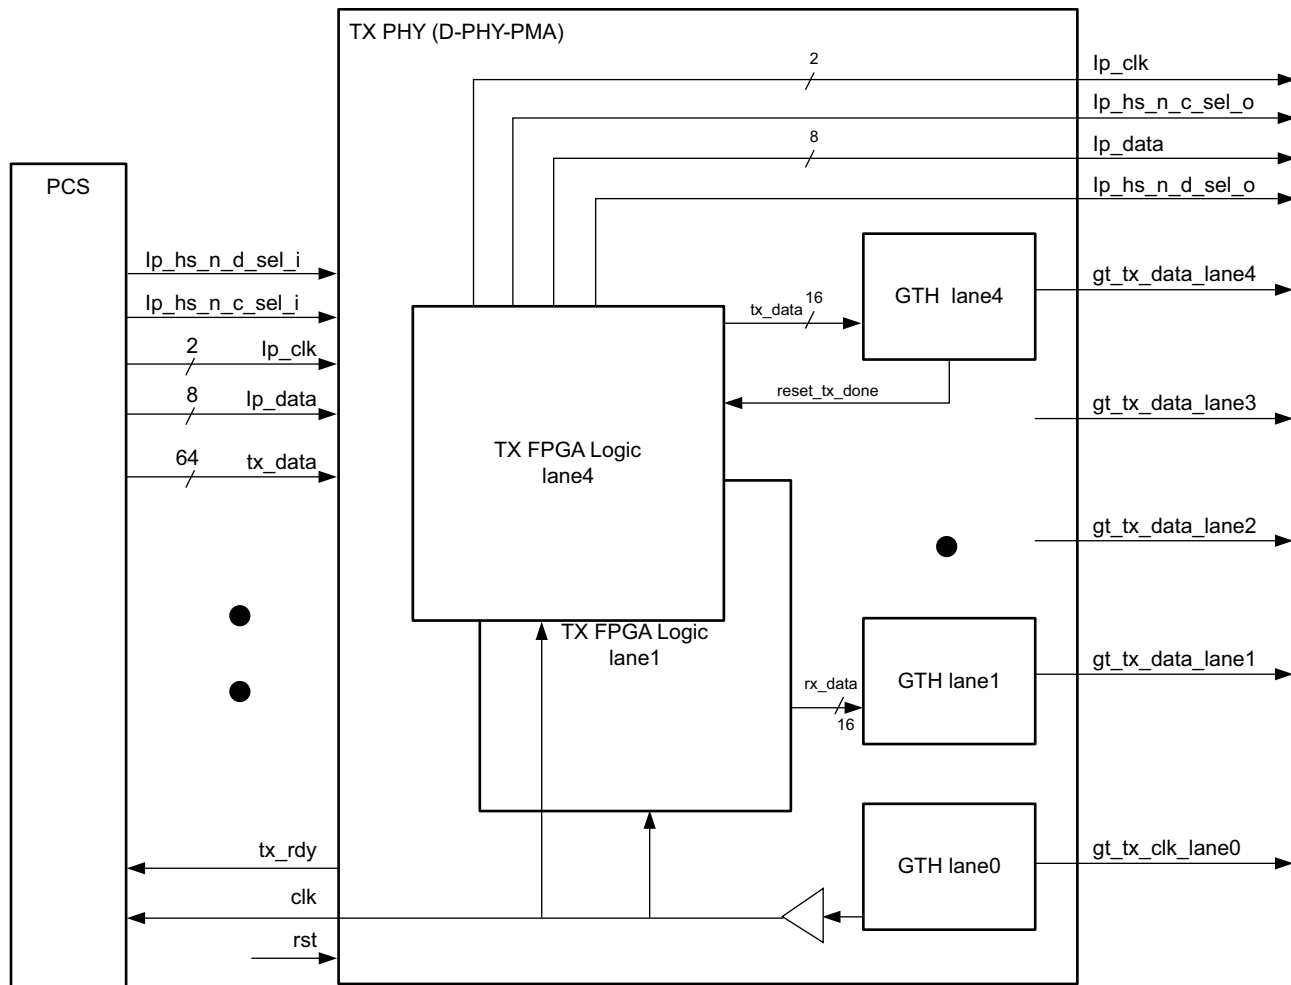 TX PHY (D-PHY-PMA)
2
lp_clk
lp_hs_n_c_sel_o
8
lp_data
lp_hs_n_d_sel_o
PCS
lp_hs_n_d_sel_i
lp_hs_n_c_sel_i
2
lp_clk
8
lp_data
64
tx_data
tx_data
16
GTH lane4
gt_tx_data_lane4
reset_tx_done
gt_tx_data_lane3
TX FPGA Logic
lane4
gt_tx_data_lane2
TX FPGA Logic
lane1
rx_data
16
GTH lane1
gt_tx_data_lane1
GTH lane0
gt_tx_clk_lane0
tx_rdy
clk
rst